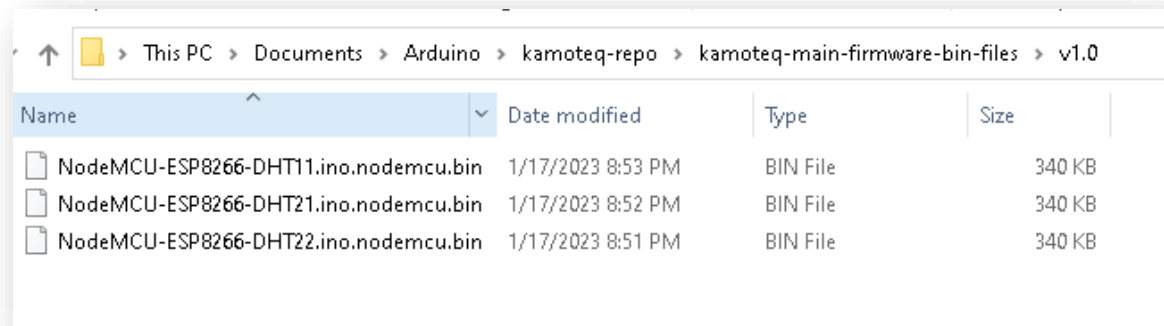 This PC > Documents > Arduino > kamoteq-repo > kamoteq-main-firmware-bin-files > v1.0
Name Date modified Type Size
NodeMCU-ESP8266-DHT11.ino.nodemcu.bin 1/17/2023 8:53 PM BIN File 340 KB
NodeMCU-ESP8266-DHT21.ino.nodemcu.bin 1/17/2023 8:52 PM BIN File 340 KB
NodeMCU-ESP8266-DHT22.ino.nodemcu.bin 1/17/2023 8:51 PM BIN File 340 KB